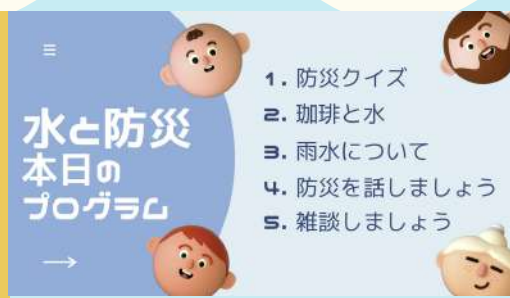 水と防災
本日の
プログラム
1. 防災クイズ
2. 珈琲と水
3. 雨水について
4. 防災を話しましょう
5. 雑談しましょう